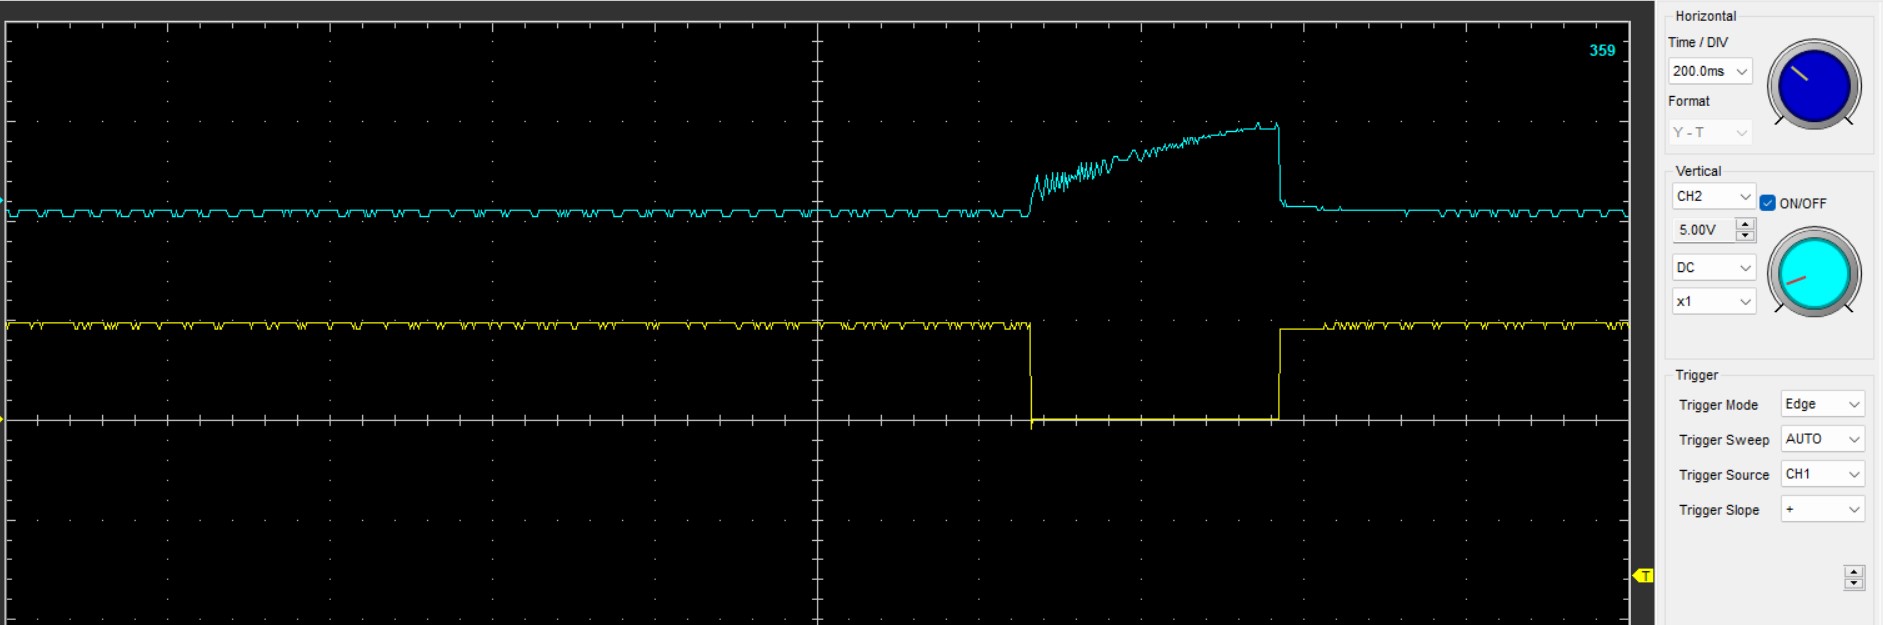 359
Horizontal
Time / DIV
200.0ms
Format
Y - T
Vertical
CH2
ON/OFF
5.00V
DC
x1
Trigger
Trigger Mode Edge
Trigger Sweep AUTO
Trigger Source CH1
Trigger Slope +
T